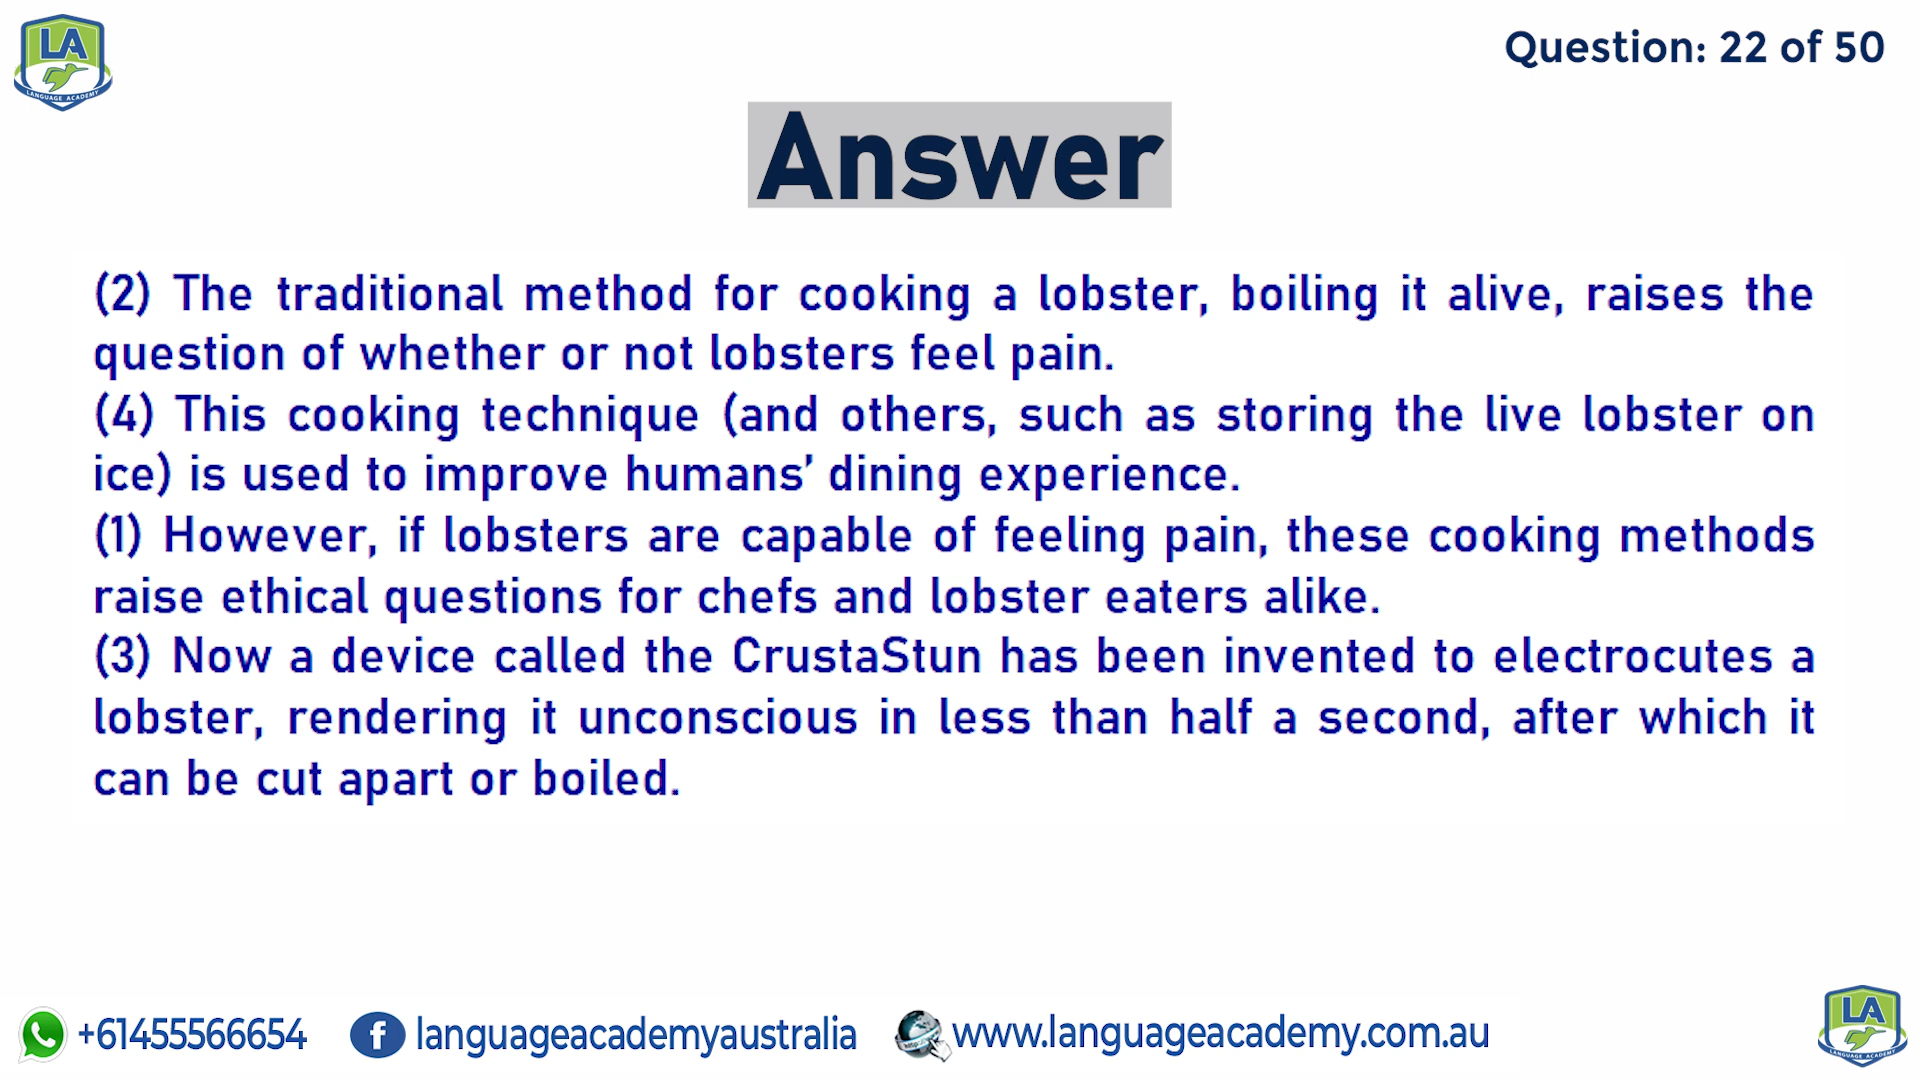 LA
LANGUAGE ACADEMY
Question: 22 of 50
Answer
(2) The traditional method for cooking a lobster, boiling it alive, raises the
question of whether or not lobsters feel pain.
(4) This cooking technique (and others, such as storing the live lobster on
ice) is used to improve humans’ dining experience.
(1) However, if lobsters are capable of feeling pain, these cooking methods
raise ethical questions for chefs and lobster eaters alike.
(3) Now a device called the CrustaStun has been invented to electrocutes a
lobster, rendering it unconscious in less than half a second, after which it
can be cut apart or boiled.
+61455566654
f languageacademyaustralia
www.languageacademy.com.au
LA
LANGUAGE ACADEMY